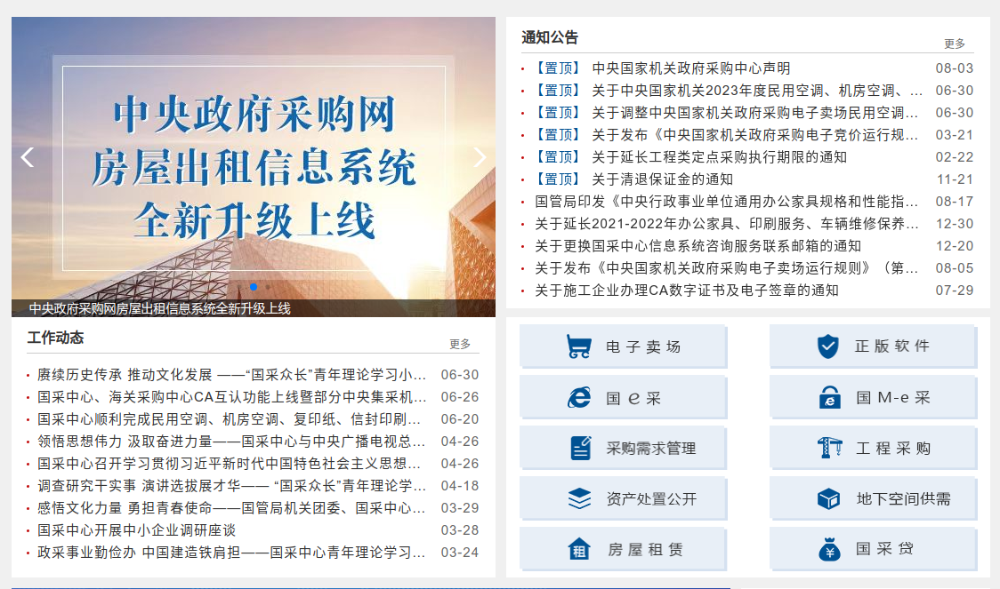 中央政府采购网
房屋出租信息系统
全新升级上线
中央政府采购网房屋出租信息系统全新升级上线
工作动态
更多
赓续历史传承 推动文化发展 ——“国采众长”青年理论学习小... 06-30
国采中心、海关采购中心CA互认功能上线暨部分中央集采机... 06-26
国采中心顺利完成民用空调、机房空调、复印纸、信封印刷... 06-20
领悟思想伟力 汲取奋进力量——国采中心与中央广播电视总... 04-26
国采中心召开学习贯彻习近平新时代中国特色社会主义思想... 04-26
调查研究干实事 演讲选拔展才华—— “国采众长”青年理论学... 04-18
感悟文化力量 勇担青春使命——国管局机关团委、国采中心... 03-29
国采中心开展中小企业调研座谈 03-28
政采事业勤俭办 中国建造铁肩担——国采中心青年理论学习... 03-24
通知公告
更多
【置顶】 中央国家机关政府采购中心声明 08-03
【置顶】 关于中央国家机关2023年度民用空调、机房空调、... 06-30
【置顶】 关于调整中央国家机关政府采购电子卖场民用空调... 06-30
【置顶】 关于发布《中央国家机关政府采购电子竞价运行规... 03-21
【置顶】 关于延长工程类定点采购执行期限的通知 02-22
【置顶】 关于清退保证金的通知 11-21
国管局印发《中央行政事业单位通用办公家具规格和性能指... 08-17
关于延长2021-2022年办公家具、印刷服务、车辆维修保养... 12-30
关于更换国采中心信息系统咨询服务联系邮箱的通知 12-20
关于发布《中央国家机关政府采购电子卖场运行规则》（第... 08-05
关于施工企业办理CA数字证书及电子签章的通知 07-29
电子卖场
正版软件
国e采
国M-e采
采购需求管理
工程采购
资产处置公开
地下空间供需
租
房屋租赁
国采贷